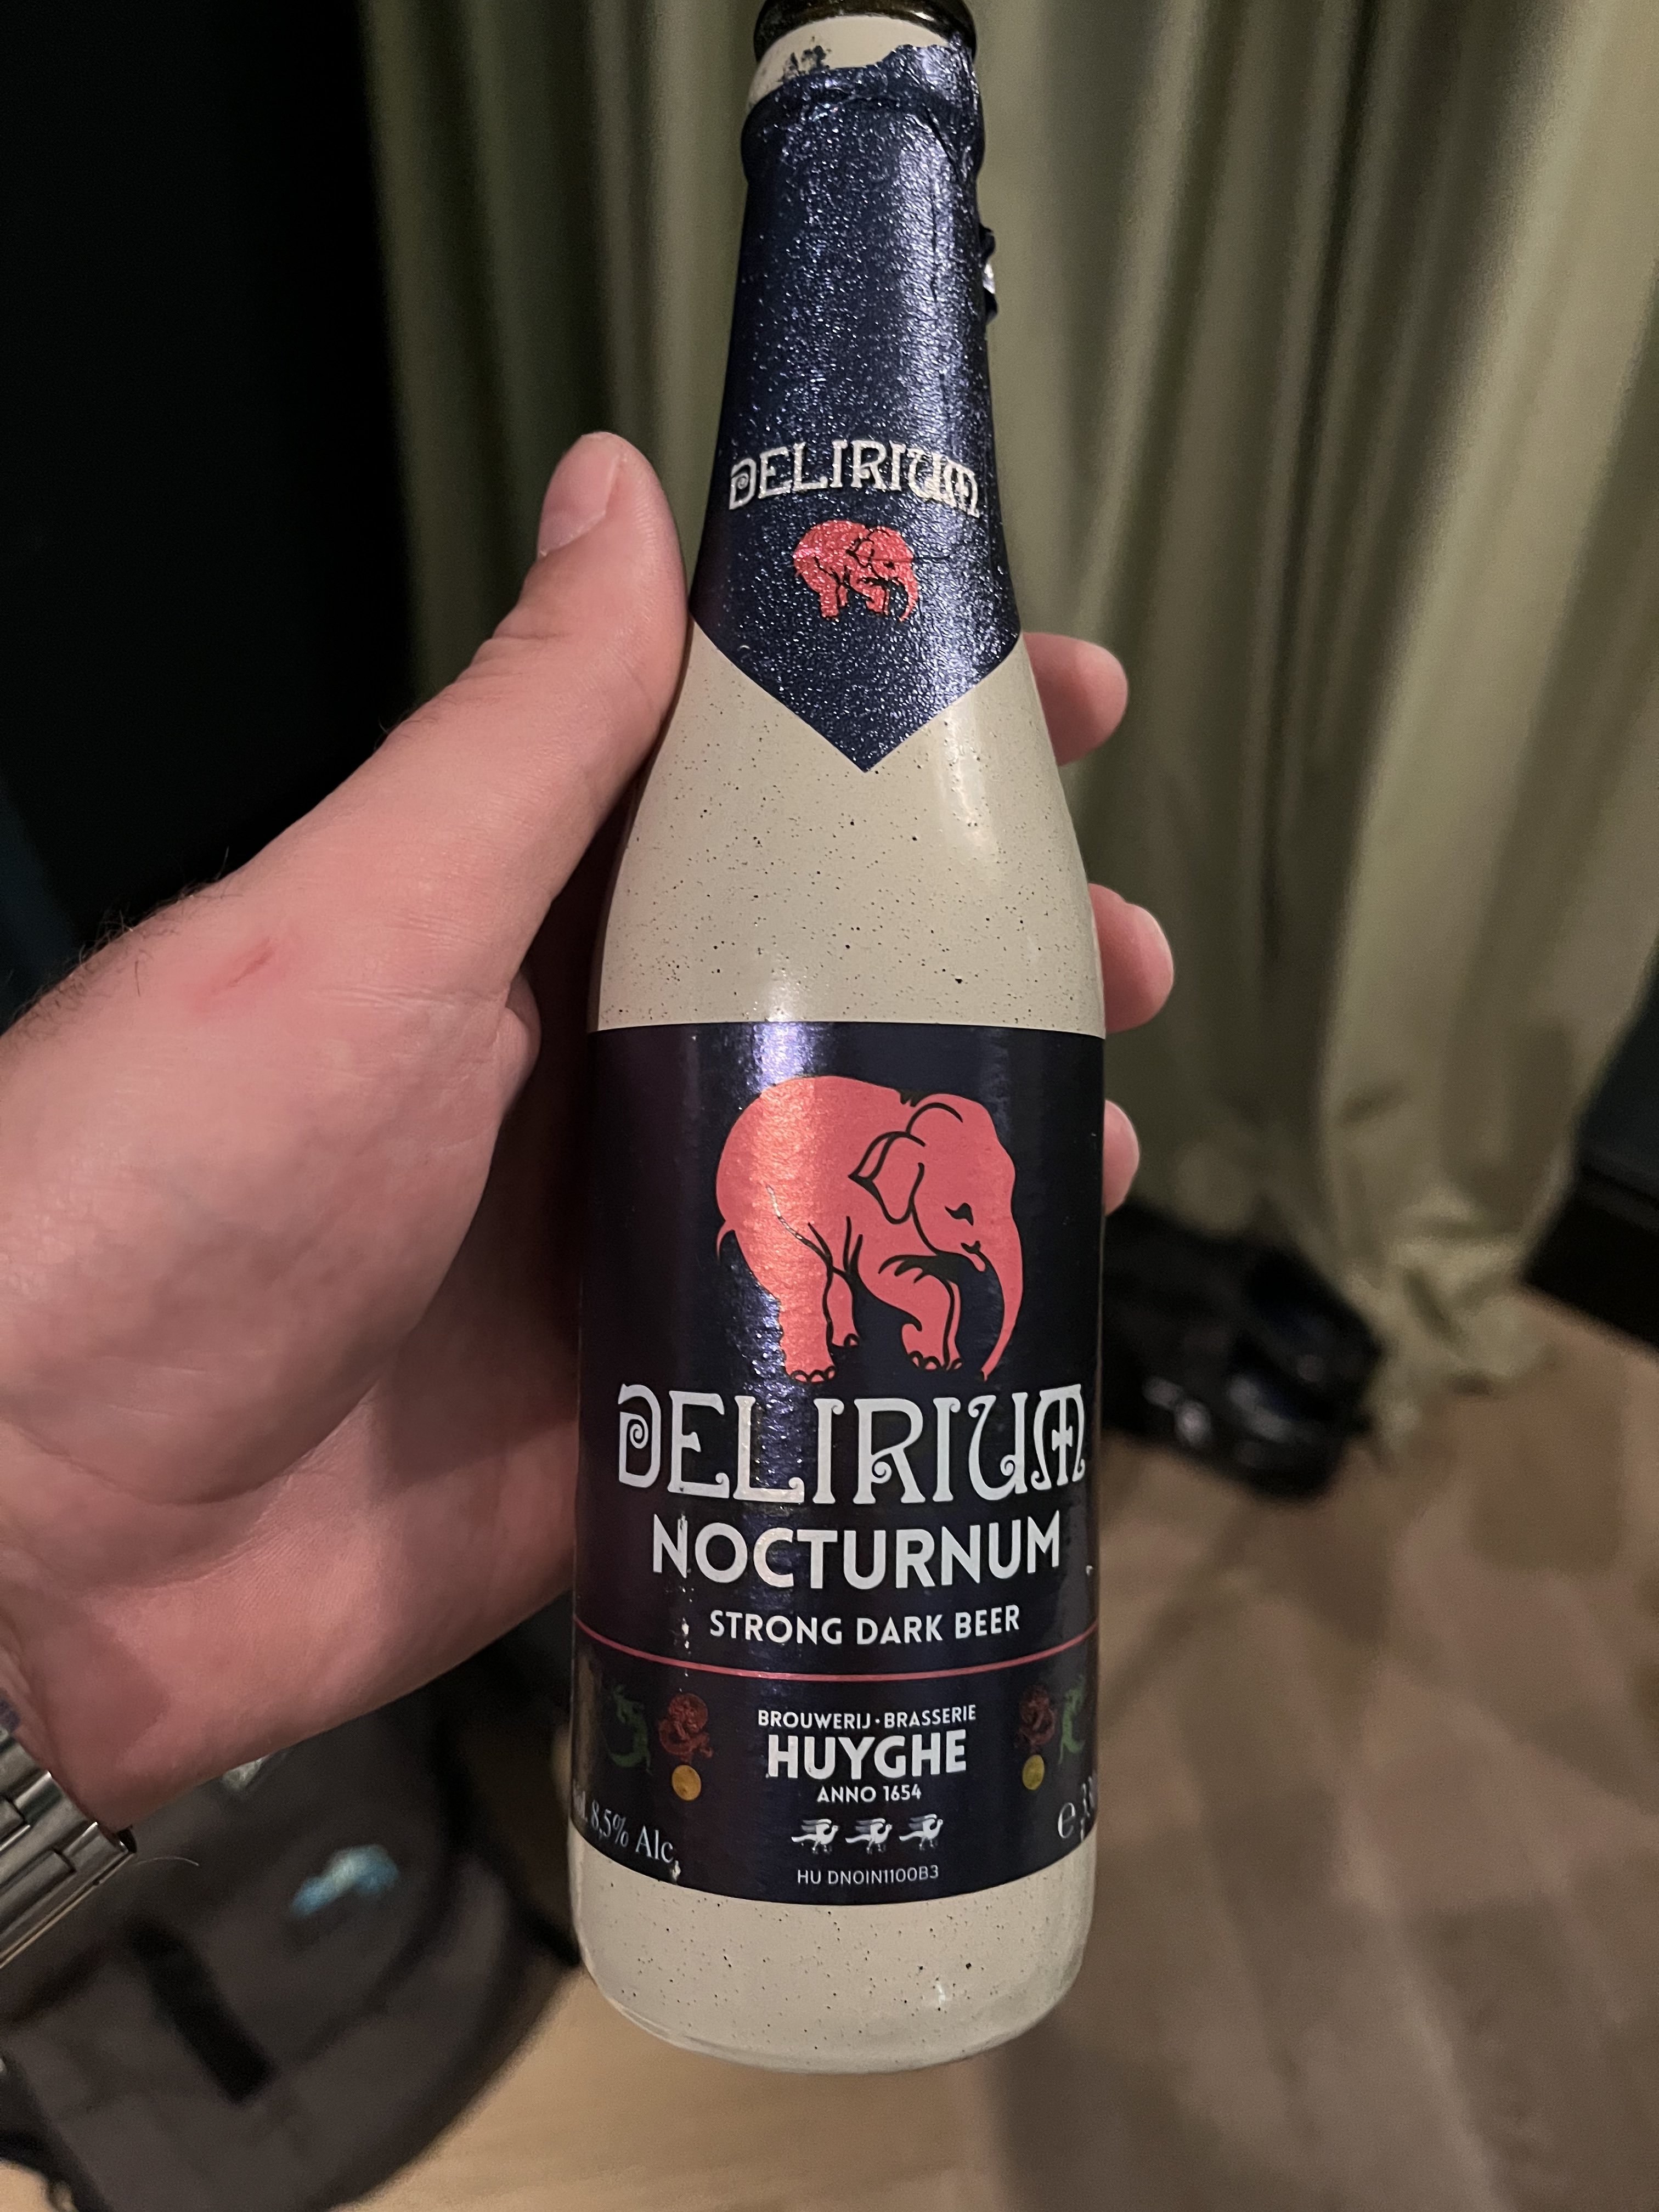 DELIRIUM
DELIRIUM
NOCTURNUM
STRONG DARK BEER
BROUWERIJ · BRASSERIE
HUYGHE
ANNO 1654
8,5% Alc.
e
HU DNOIN1100B3